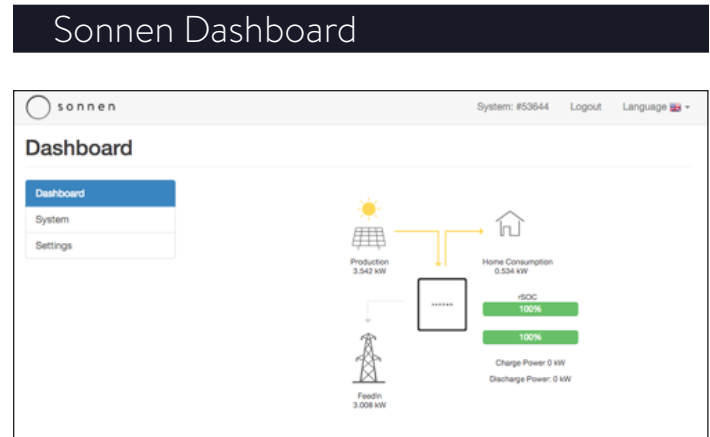 Sonnen Dashboard
sonnen
System: #53644 Logout Language
Dashboard
Dashboard
System
Settings
Production
3.542 kW
Home Consumption
0.534 kW
sonnen
rSOC
100%
100%
Charge Power 0 kW
Discharge Power: 0 kW
FeedIn
3.008 kW